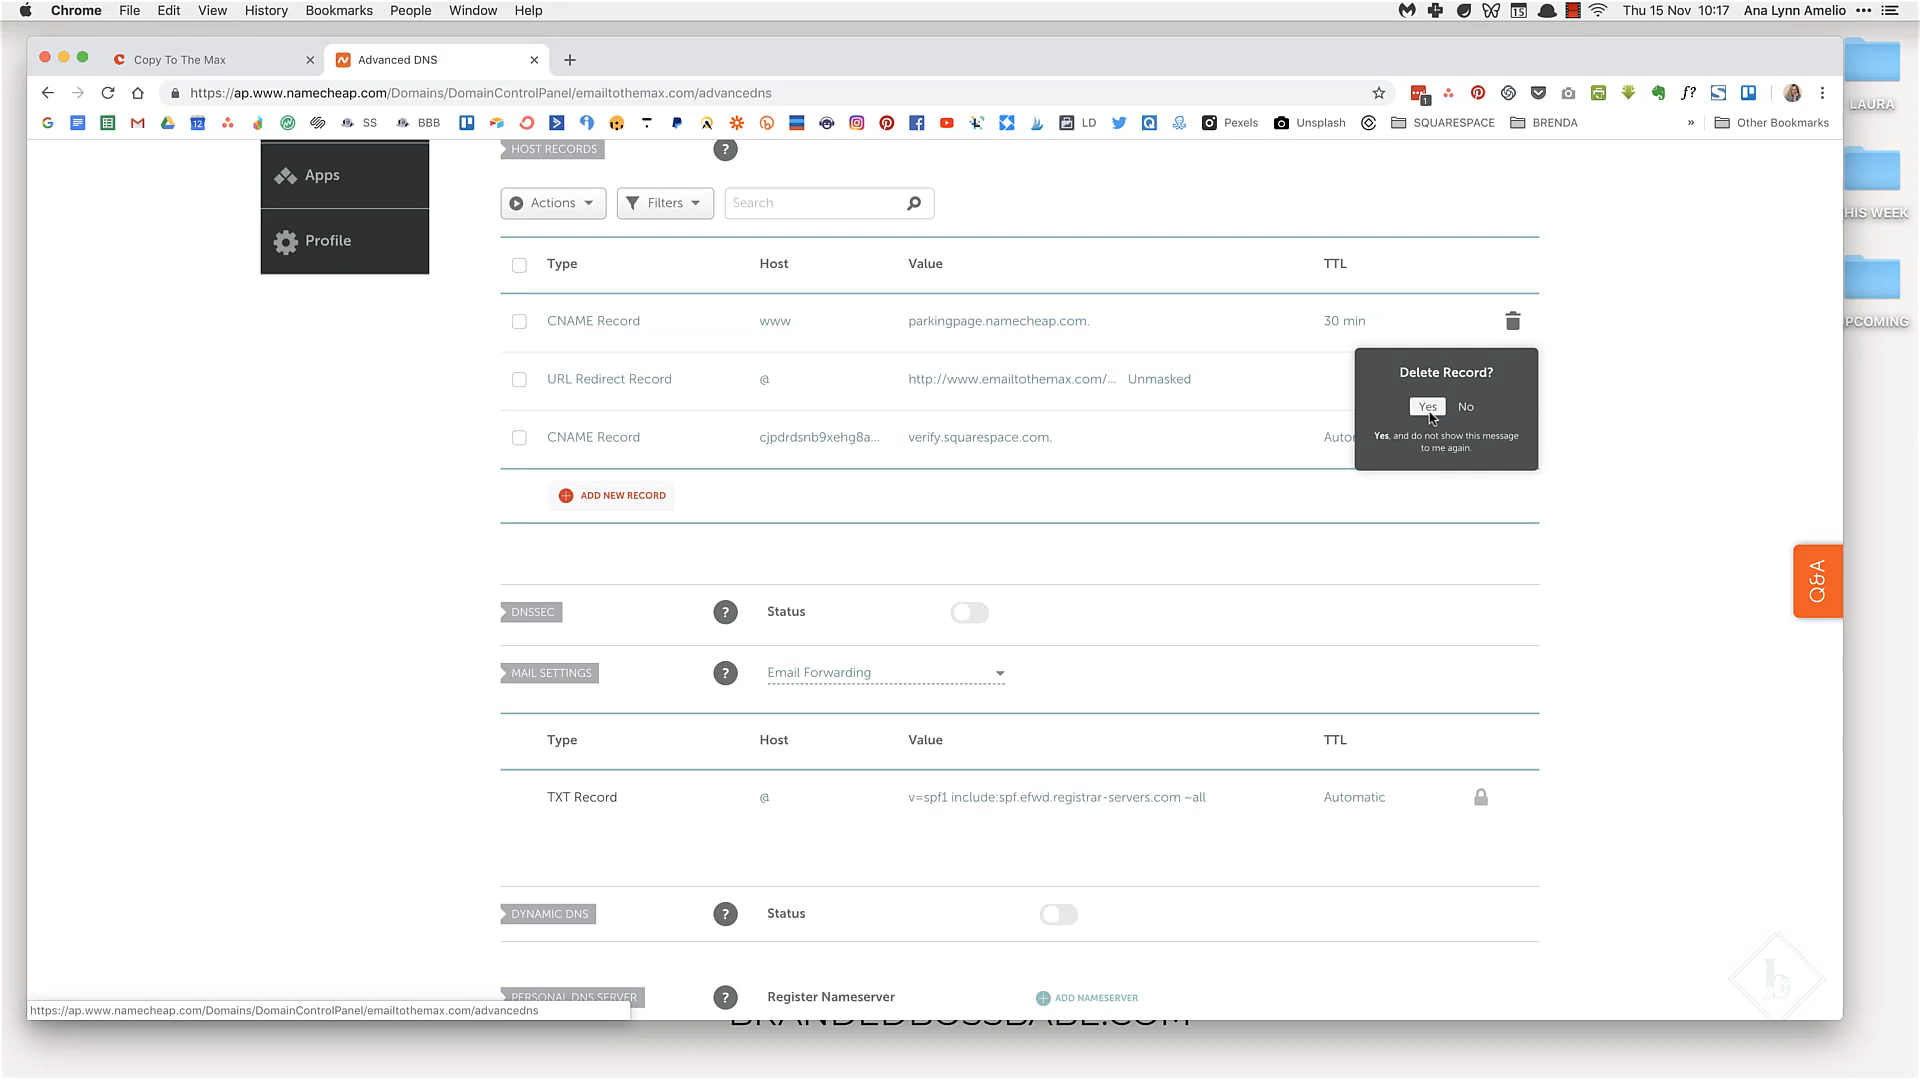 Chrome File Edit View History Bookmarks People Window Help
15 Thu 15 Nov 10:17 Ana Lynn Amelio
Copy To The Max
Advanced DNS
https://ap.www.namecheap.com/Domains/DomainControlPanel/emailtothemax.com/advancedns
1
f?
12 SS BBB LD Pexels Unsplash SQUARESPACE BRENDA » Other Bookmarks
LAURA
HIS WEEK
PCOMING
Apps
Profile
HOST RECORDS ?
Actions Filters Search
Type Host Value TTL
CNAME Record www parkingpage.namecheap.com. 30 min
URL Redirect Record @ http://www.emailtothemax.com/... Unmasked
CNAME Record cjpdrdsnb9xehg8a... verify.squarespace.com.
Delete Record?
Yes No
Yes, and do not show this message
to me again.
ADD NEW RECORD
Q&A
DNSSEC ? Status
MAIL SETTINGS ? Email Forwarding
Type Host Value TTL
TXT Record @ v=spf1 include:spf.efwd.registrar-servers.com ~all Automatic
DYNAMIC DNS ? Status
PERSONAL DNS SERVER ? Register Nameserver ADD NAMESERVER
https://ap.www.namecheap.com/Domains/DomainControlPanel/emailtothemax.com/advancedns
BRANDEDBOSSBABE.COM
b